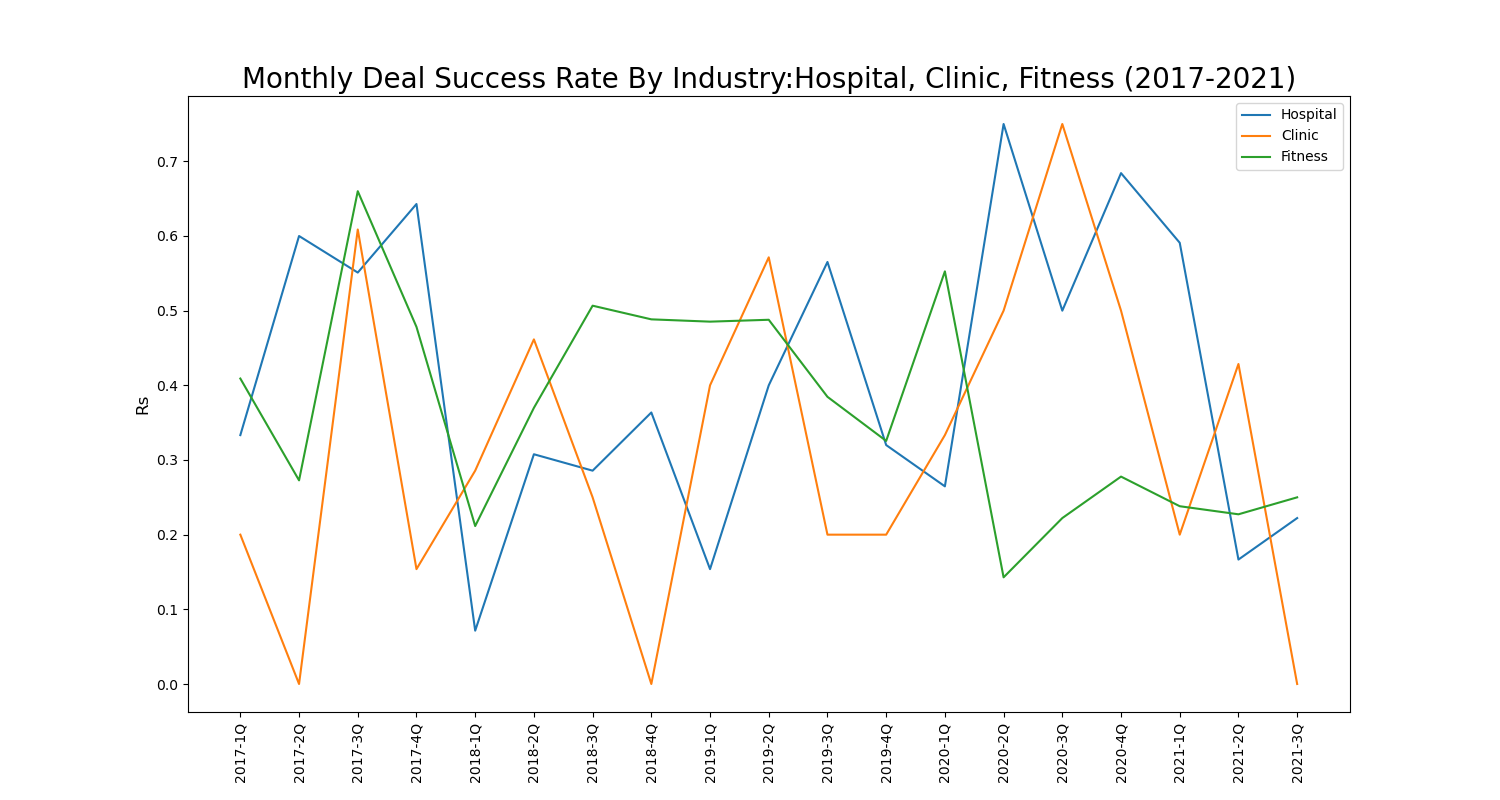 Monthly Deal Success Rate By Industry:Hospital, Clinic, Fitness (2017-2021)
Hospital
Clinic
Fitness
0.7
0.6
0.5
0.4
0.3
0.2
0.1
0.0
Rs
2017-1Q
2017-2Q
2017-3Q
2017-4Q
2018-1Q
2018-2Q
2018-3Q
2018-4Q
2019-1Q
2019-2Q
2019-3Q
2019-4Q
2020-1Q
2020-2Q
2020-3Q
2020-4Q
2021-1Q
2021-2Q
2021-3Q